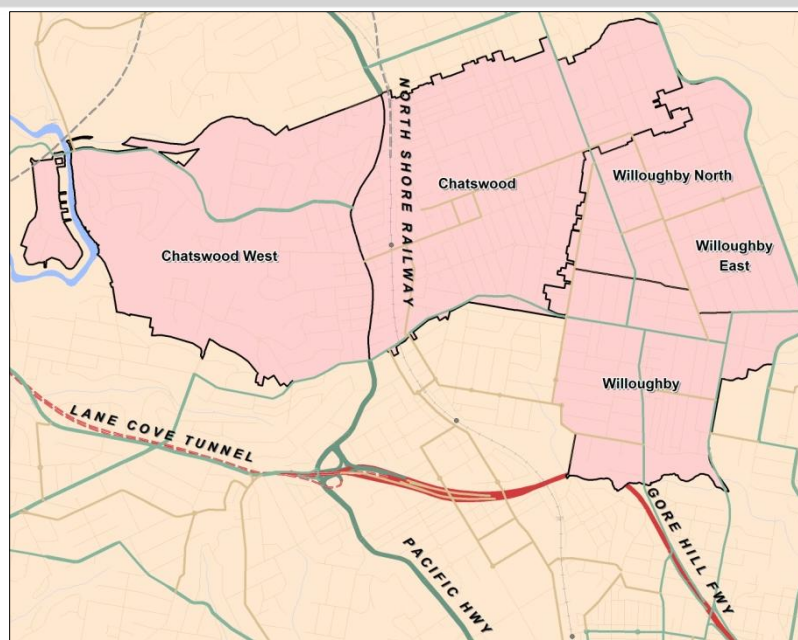 NORTH SHORE RAILWAY
Chatswood
Willoughby North
Willoughby
East
Chatswood West
Willoughby
LANE COVE TUNNEL
GORE HILL FWY
PACIFIC HWY